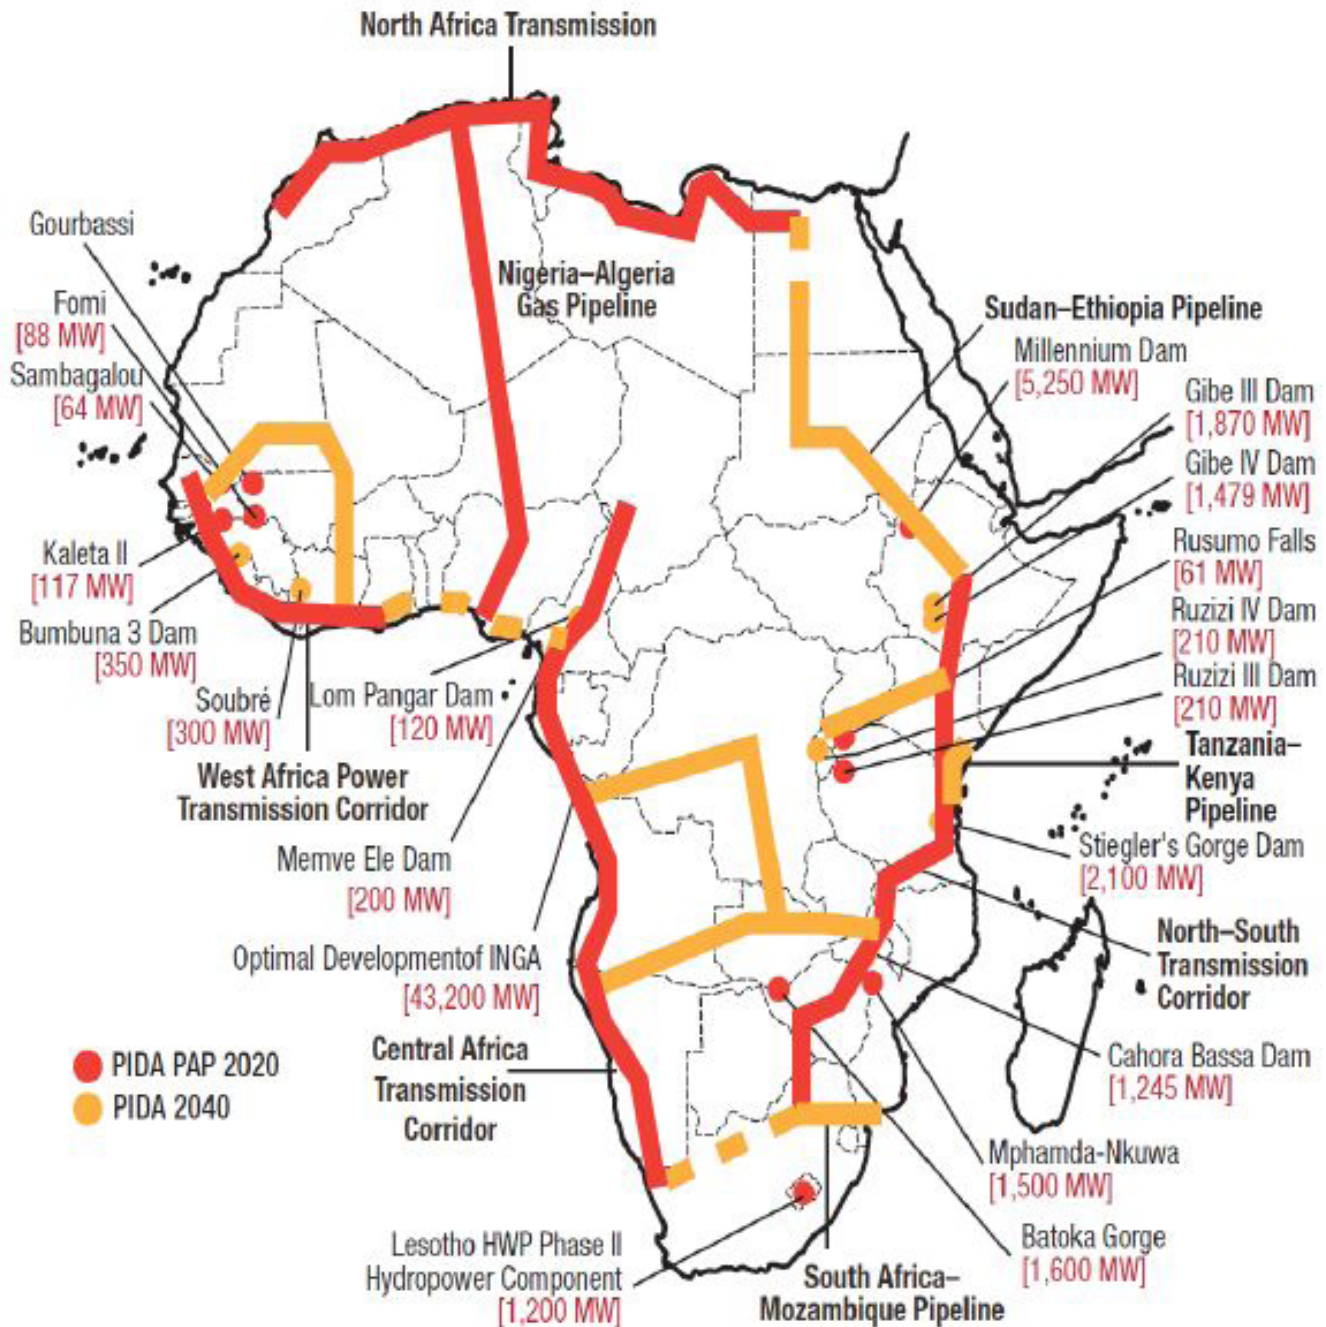 North Africa Transmission
Gourbassi
Fomi
[88 MW]
Sambagalou
[64 MW]
Nigeria–Algeria
Gas Pipeline
Sudan–Ethiopia Pipeline
Millennium Dam
[5,250 MW]
Gibe III Dam
[1,870 MW]
Gibe IV Dam
[1,479 MW]
Rusumo Falls
[61 MW]
Ruzizi IV Dam
[210 MW]
Ruzizi III Dam
[210 MW]
Tanzania–
Kenya
Pipeline
Kaleta II
[117 MW]
Bumbuna 3 Dam
[350 MW]
Soubré
[300 MW]
Lom Pangar Dam
[120 MW]
West Africa Power
Transmission Corridor
Memve Ele Dam
[200 MW]
Optimal Developmentof INGA
[43,200 MW]
Stiegler's Gorge Dam
[2,100 MW]
North–South
Transmission
Corridor
Central Africa
Transmission
Corridor
Cahora Bassa Dam
[1,245 MW]
PIDA PAP 2020
PIDA 2040
Mphamda-Nkuwa
[1,500 MW]
Batoka Gorge
[1,600 MW]
Lesotho HWP Phase II
Hydropower Component
[1,200 MW]
South Africa–
Mozambique Pipeline